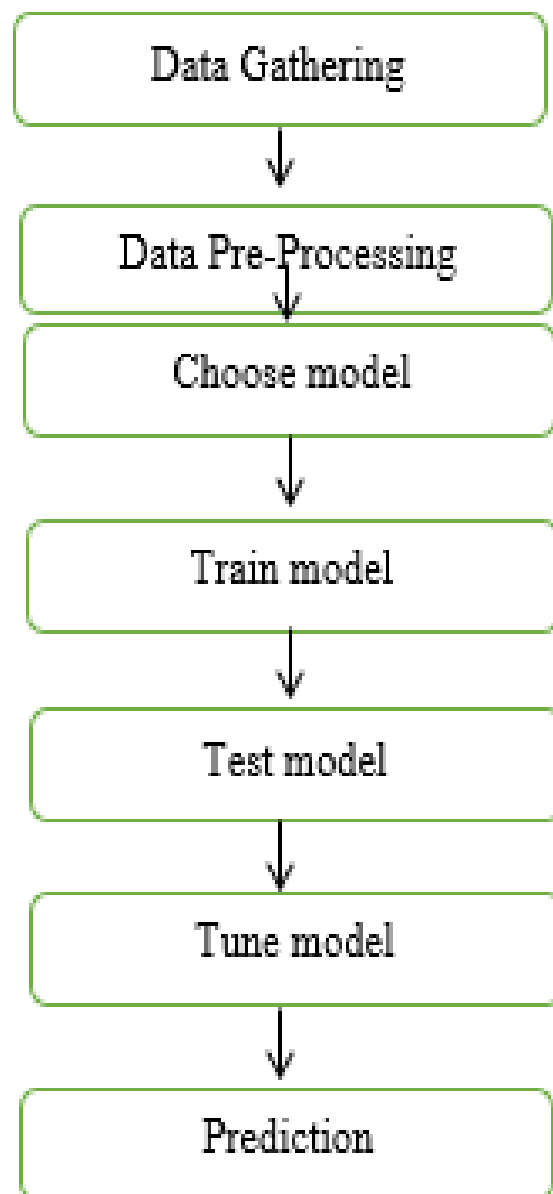 Data Gathering
Data Pre-Processing
Choose model
Train model
Test model
Tune model
Prediction